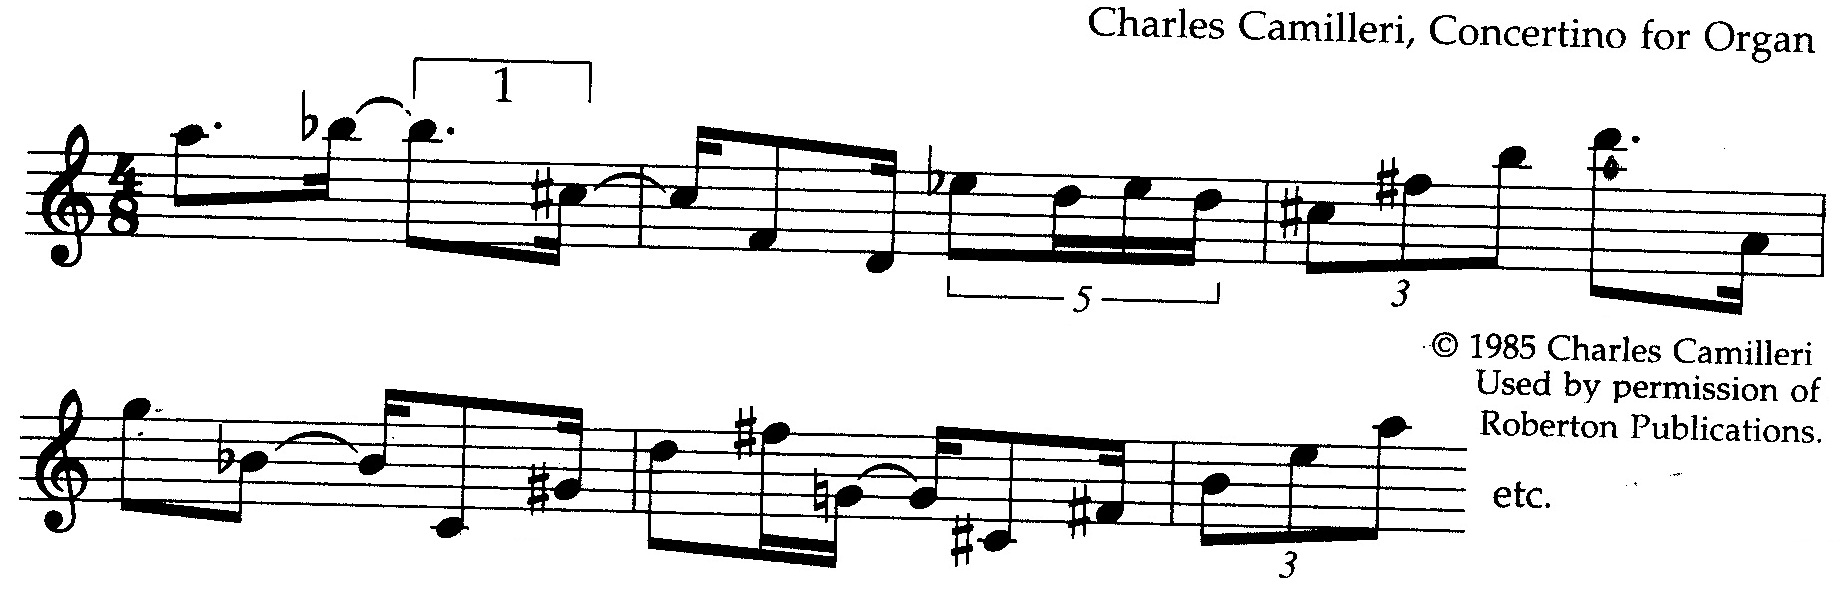 Charles Camilleri, Concertino for Organ
1
4
8
5
3
© 1985 Charles Camilleri
Used by permission of
Roberton Publications.
etc.
3